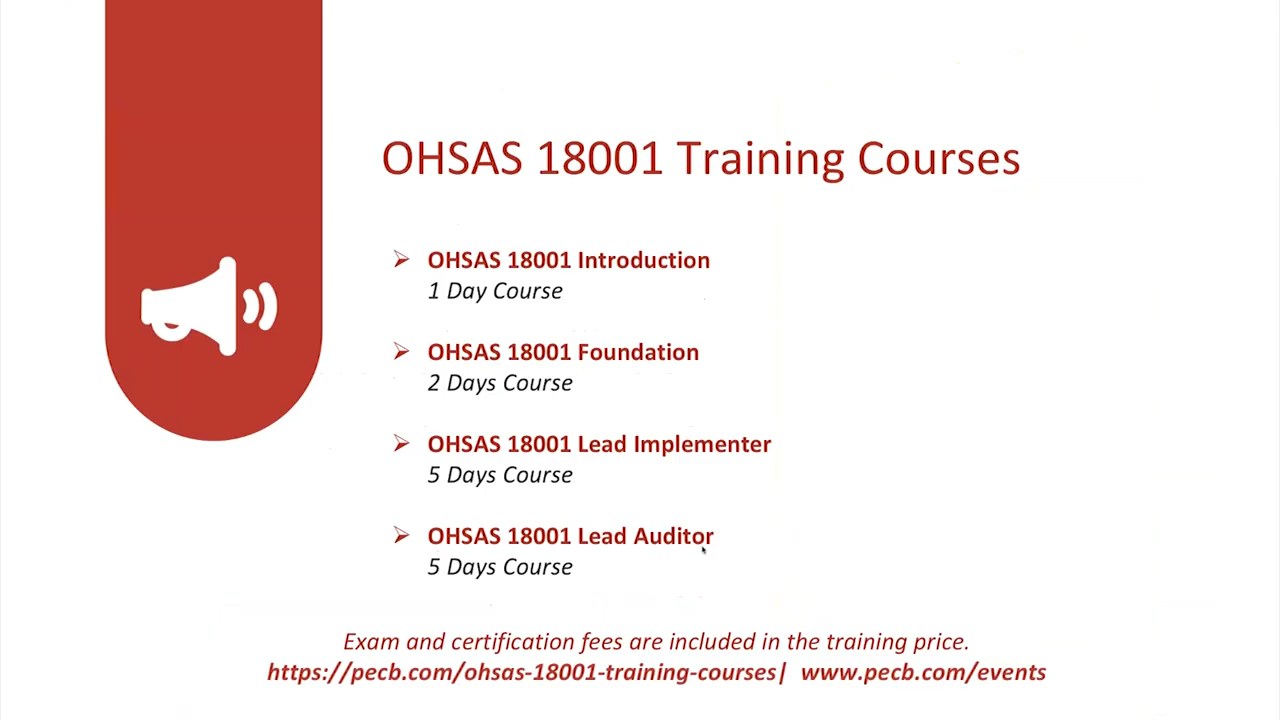 OHSAS 18001 Training Courses
OHSAS 18001 Introduction
1 Day Course
OHSAS 18001 Foundation
2 Days Course
OHSAS 18001 Lead Implementer
5 Days Course
OHSAS 18001 Lead Auditor
5 Days Course
Exam and certification fees are included in the training price.
https://pecb.com/ohsas-18001-training-courses| www.pecb.com/events